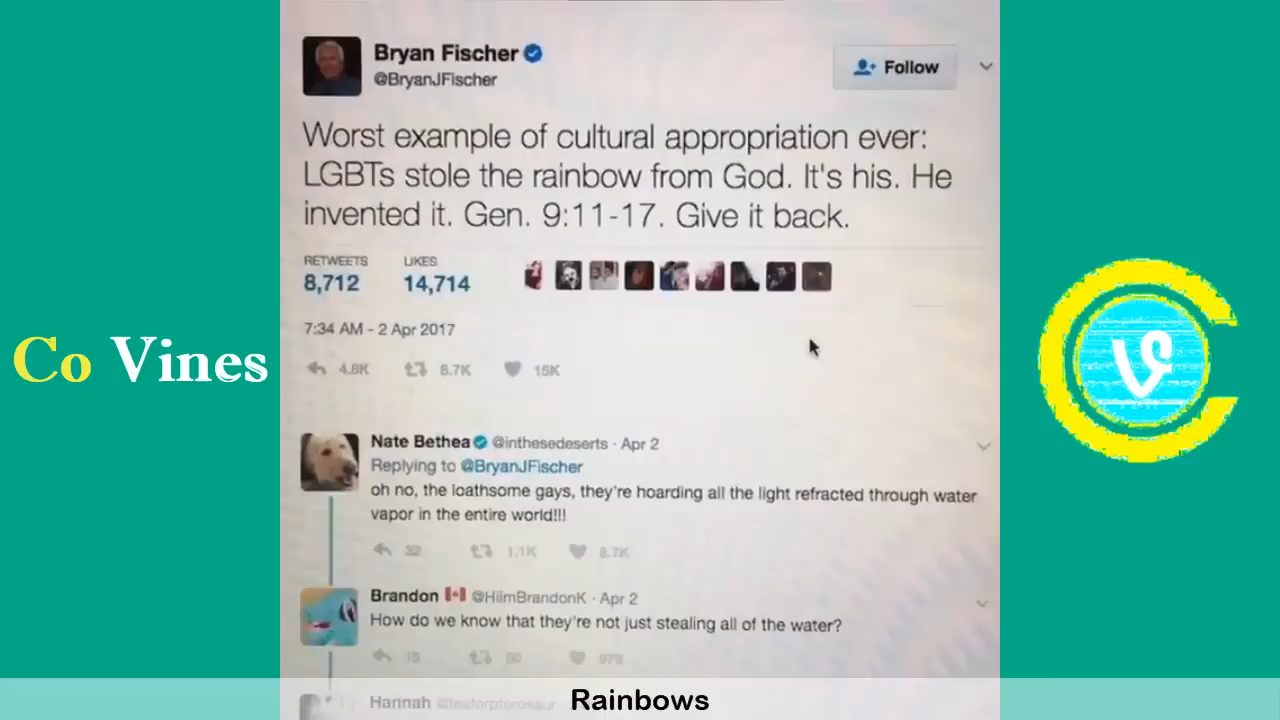 Bryan Fischer
@BryanJFischer
Follow
Worst example of cultural appropriation ever:
LGBTs stole the rainbow from God. It's his. He
invented it. Gen. 9:11-17. Give it back.
RETWEETS LIKES
8,712 14,714
7:34 AM - 2 Apr 2017
4.8K 8.7K 15K
Co Vines
Nate Bethea @inthesedeserts · Apr 2
Replying to @BryanJFischer
oh no, the loathsome gays, they're hoarding all the light refracted through water
vapor in the entire world!!!
32 1.1K 8.7K
Brandon @HiimBrandonK · Apr 2
How do we know that they're not just stealing all of the water?
15 50 979
Hannah @teaforpterosaur
Rainbows